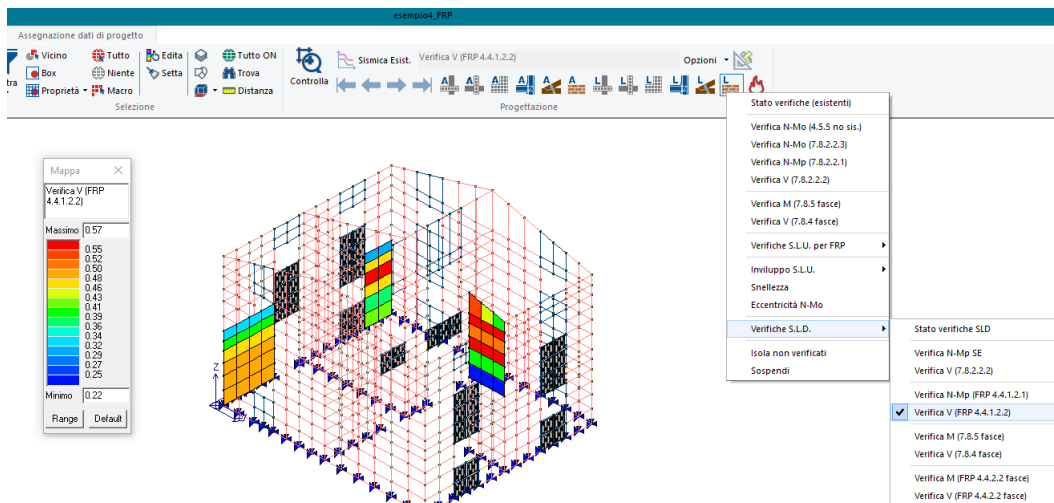 esempio4_FRP
Assegnazione dati di progetto
Vicino
Tutto
Edita
Tutto ON
Box
Niente
Setta
Trova
Proprietà
Macro
Distanza
Selezione
Controlla
Sismica Esist.
Verifica V (FRP 4.4.1.2.2)
Opzioni
A A A A A A L L L L L L
Progettazione
Stato verifiche (esistenti)
Verifica N-Mo (4.5.5 no sis.)
Verifica N-Mo (7.8.2.2.3)
Verifica N-Mp (7.8.2.2.1)
Verifica V (7.8.2.2.2)
Verifica M (7.8.5 fasce)
Verifica V (7.8.4 fasce)
Verifiche S.L.U. per FRP
Inviluppo S.L.U.
Snellezza
Eccentricità N-Mo
Verifiche S.L.D.
Isola non verificati
Sospendi
Stato verifiche SLD
Verifica N-Mp SE
Verifica V (7.8.2.2.2)
Verifica N-Mp (FRP 4.4.1.2.1)
Verifica V (FRP 4.4.1.2.2)
Verifica M (7.8.5 fasce)
Verifica V (7.8.4 fasce)
Verifica M (FRP 4.4.2.2 fasce)
Verifica V (FRP 4.4.2.2 fasce)
Mappa
Verifica V (FRP
4.4.1.2.2)
Massimo 0.57
0.55
0.52
0.50
0.48
0.46
0.43
0.41
0.39
0.36
0.34
0.32
0.29
0.27
0.25
Minimo 0.22
Range
Default
Z